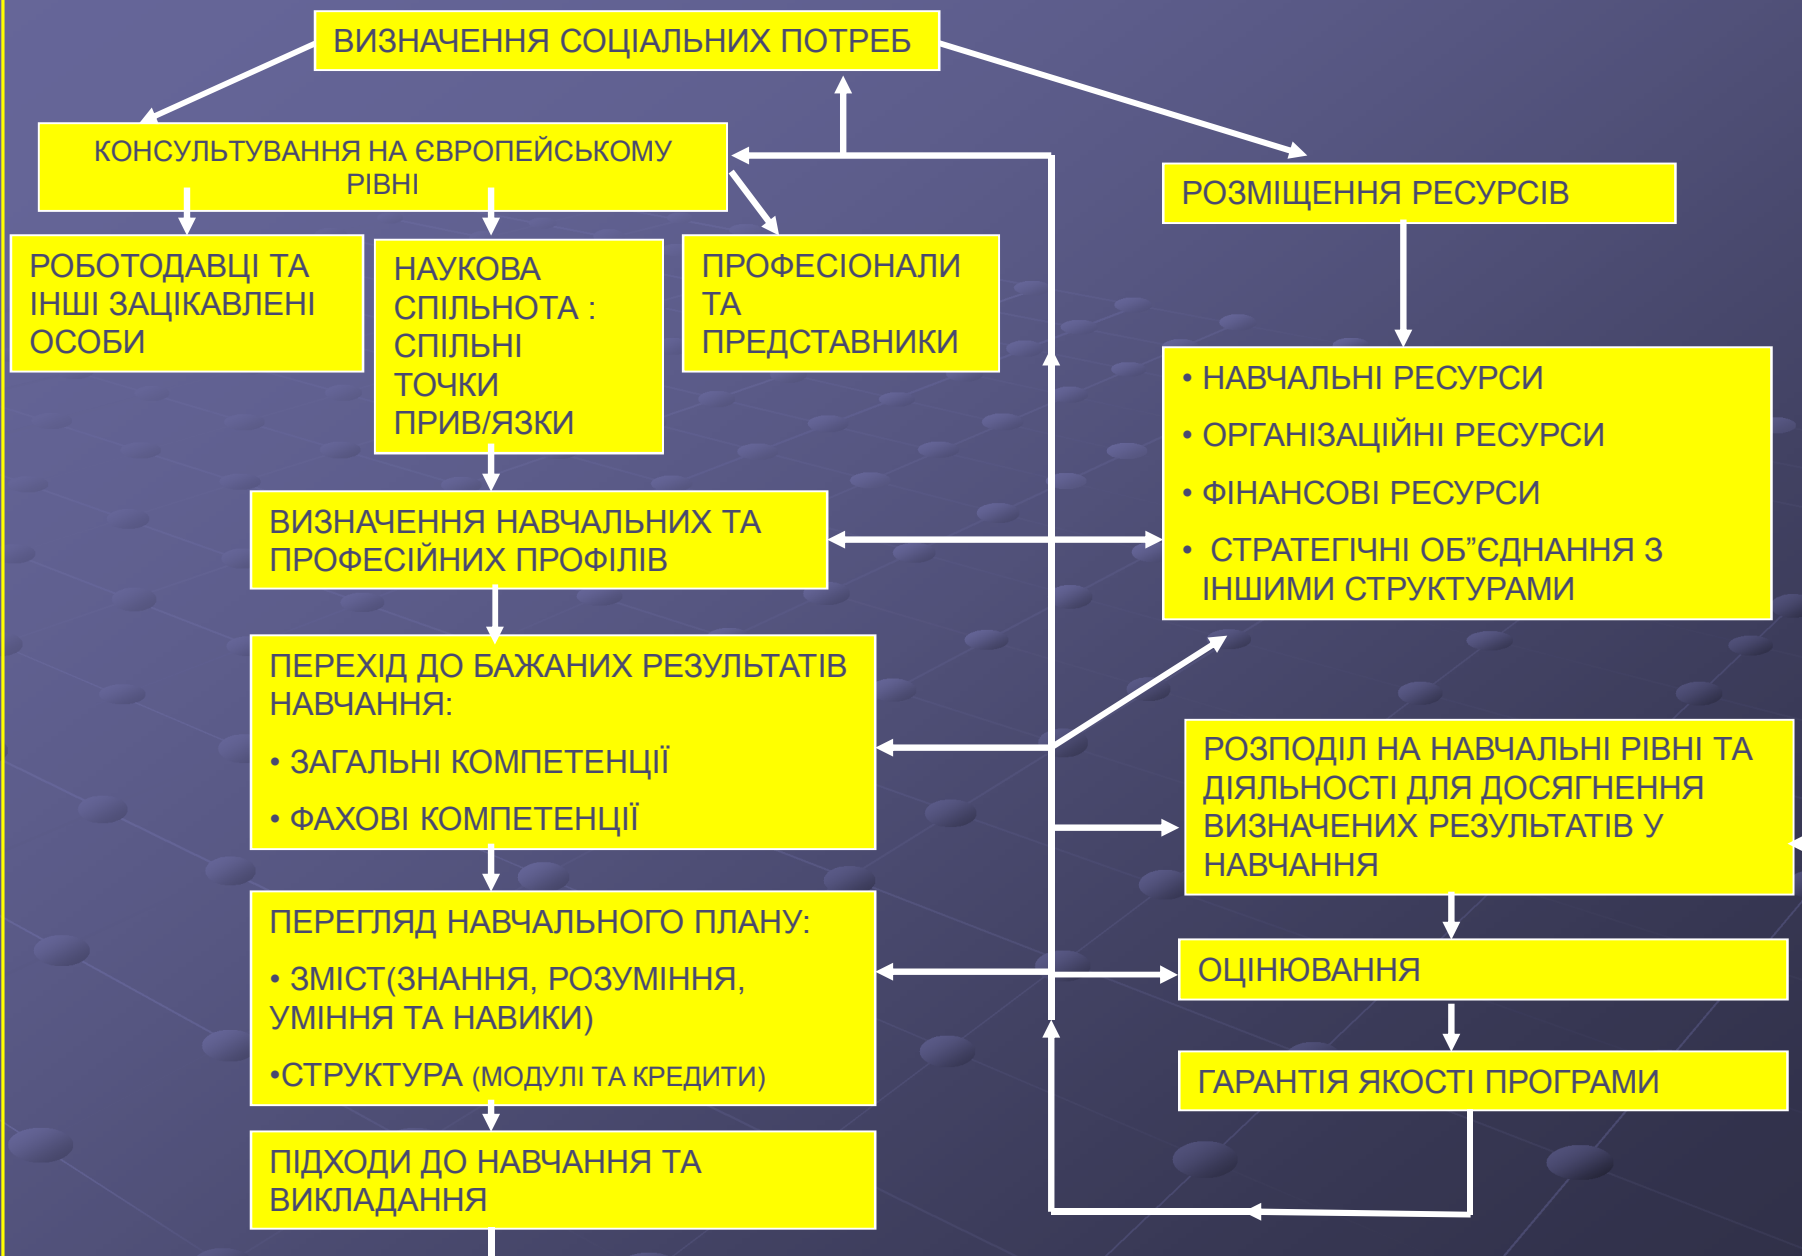 ВИЗНАЧЕННЯ СОЦІАЛЬНИХ ПОТРЕБ
КОНСУЛЬТУВАННЯ НА ЄВРОПЕЙСЬКОМУ
РІВНІ
РОЗМІЩЕННЯ РЕСУРСІВ
РОБОТОДАВЦІ ТА
ІНШІ ЗАЦІКАВЛЕНІ
ОСОБИ
НАУКОВА
СПІЛЬНОТА :
СПІЛЬНІ
ТОЧКИ
ПРИВ/ЯЗКИ
ПРОФЕСІОНАЛИ
ТА
ПРЕДСТАВНИКИ
• НАВЧАЛЬНІ РЕСУРСИ
• ОРГАНІЗАЦІЙНІ РЕСУРСИ
• ФІНАНСОВІ РЕСУРСИ
• СТРАТЕГІЧНІ ОБ”ЄДНАННЯ З
ІНШИМИ СТРУКТУРАМИ
ВИЗНАЧЕННЯ НАВЧАЛЬНИХ ТА
ПРОФЕСІЙНИХ ПРОФІЛІВ
ПЕРЕХІД ДО БАЖАНИХ РЕЗУЛЬТАТІВ
НАВЧАННЯ:
• ЗАГАЛЬНІ КОМПЕТЕНЦІЇ
• ФАХОВІ КОМПЕТЕНЦІЇ
РОЗПОДІЛ НА НАВЧАЛЬНІ РІВНІ ТА
ДІЯЛЬНОСТІ ДЛЯ ДОСЯГНЕННЯ
ВИЗНАЧЕНИХ РЕЗУЛЬТАТІВ У
НАВЧАННЯ
ПЕРЕГЛЯД НАВЧАЛЬНОГО ПЛАНУ:
• ЗМІСТ(ЗНАННЯ, РОЗУМІННЯ,
УМІННЯ ТА НАВИКИ)
•СТРУКТУРА (МОДУЛІ ТА КРЕДИТИ)
ОЦІНЮВАННЯ
ГАРАНТІЯ ЯКОСТІ ПРОГРАМИ
ПІДХОДИ ДО НАВЧАННЯ ТА
ВИКЛАДАННЯ